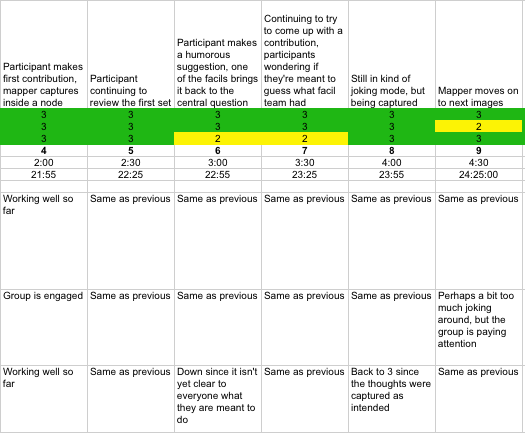 Participant makes
first contribution,
mapper captures
inside a node
Participant
continuing to
review the first set
Participant makes
a humorous
suggestion, one
of the facils brings
it back to the
central question
Continuing to try
to come up with a
contribution,
participants
wondering if
they're meant to
guess what facil
team had
Still in kind of
joking mode, but
being captured
Mapper moves on
to next images
3 3 3 3 3 3
3 3 3 3 3 2
3 3 2 2 3 3
4 5 6 7 8 9
2:00 2:30 3:00 3:30 4:00 4:30
21:55 22:25 22:55 23:25 23:55 24:25:00
Working well so
far
Same as previous
Same as previous
Same as previous
Same as previous
Same as previous
Group is engaged
Same as previous
Same as previous
Same as previous
Same as previous
Perhaps a bit too
much joking
around, but the
group is paying
attention
Working well so
far
Same as previous
Down since it isn't
yet clear to
everyone what
they are meant to
do
Same as previous
Back to 3 since
the thoughts were
captured as
intended
Same as previous